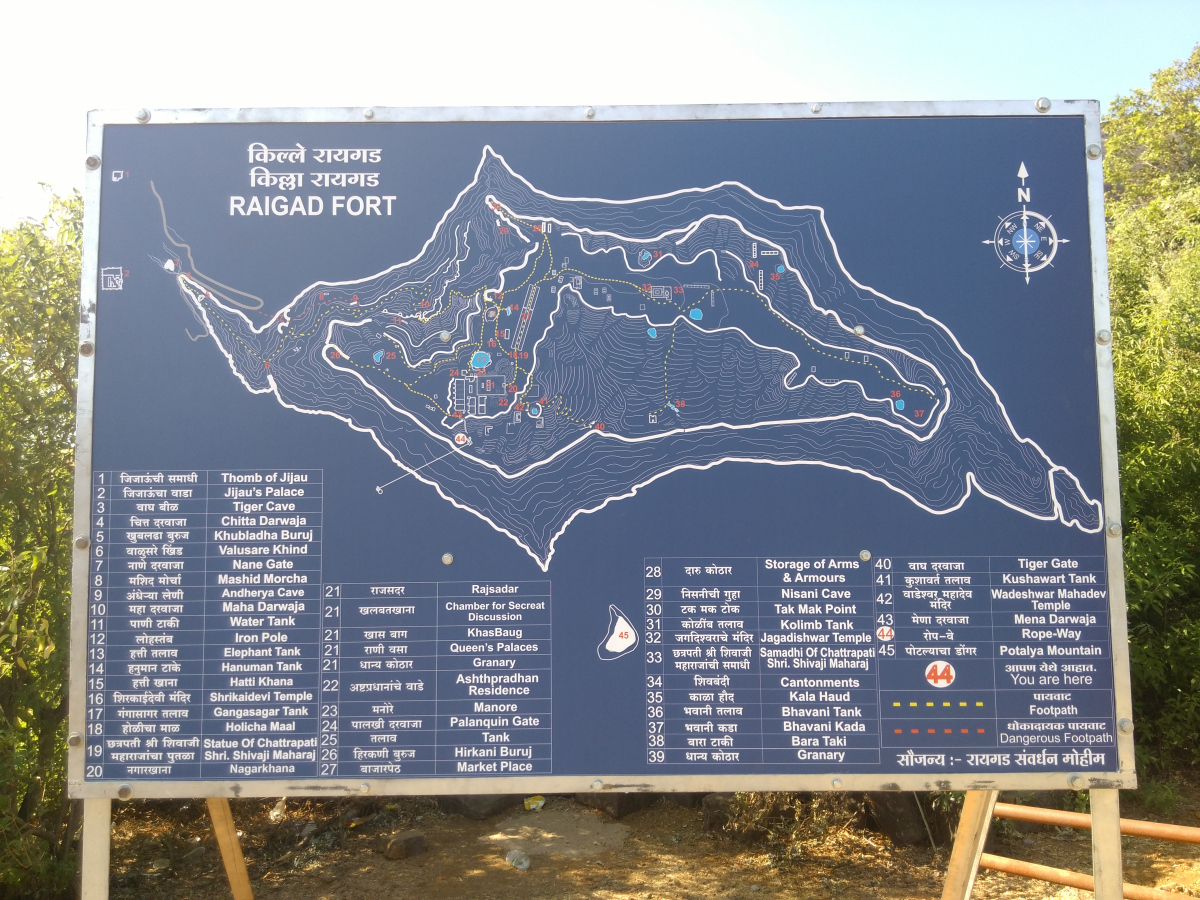 किल्ले रायगड
किल्ला रायगड
RAIGAD FORT
N
1 जिजाऊंची समाधी Thomb of Jijau
2 जिजाऊंचा वाडा Jijau's Palace
3 वाघ बीळ Tiger Cave
4 चित्त दरवाजा Chitta Darwaja
5 खुबलढा बुरुज Khubladha Buruj
6 वाळुसरे खिंड Valusare Khind
7 नाणे दरवाजा Nane Gate
8 मशिद मोर्चा Mashid Morcha
9 अंधेऱ्या लेणी Andherya Cave
10 महा दरवाजा Maha Darwaja
11 पाणी टाकी Water Tank
12 लोहस्तंब Iron Pole
13 हत्ती तलाव Elephant Tank
14 हनुमान टाके Hanuman Tank
15 हत्ती खाना Hatti Khana
16 शिरकाईदेवी मंदिर Shrikaidevi Temple
17 गंगासागर तलाव Gangasagar Tank
18 होळीचा माळ Holicha Maal
19 छत्रपती श्री शिवाजी महाराजांचा पुतळा Statue Of Chattrapati Shri. Shivaji Maharaj
20 नगारखाना Nagarkhana
21 राजसदर Rajsadar
21 खलबतखाना Chamber for Secreat Discussion
21 खास बाग KhasBaug
21 राणी वसा Queen's Palaces
21 धान्य कोठार Granary
22 अष्टप्रधानांचे वाडे Ashthpradhan Residence
23 मनोरे Manore
24 पालखी दरवाजा Palanquin Gate
25 तलाव Tank
26 हिरकणी बुरुज Hirkani Buruj
27 बाजारपेठ Market Place
28 दारु कोठार Storage of Arms & Armours
29 निसनीची गुहा Nisani Cave
30 टक मक टोक Tak Mak Point
31 कोळींब तलाव Kolimb Tank
32 जगदिश्वराचे मंदिर Jagadishwar Temple
33 छत्रपती श्री शिवाजी महाराजांची समाधी Samadhi Of Chattrapati Shri. Shivaji Maharaj
34 शिवबंदी Cantonments
35 काळा हौद Kala Haud
36 भवानी तलाव Bhavani Tank
37 भवानी कडा Bhavani Kada
38 बारा टाकी Bara Taki
39 धान्य कोठार Granary
40 वाघ दरवाजा Tiger Gate
41 कुशावर्त तलाव Kushawart Tank
42 वाडेश्वर महादेव मंदिर Wadeshwar Mahadev Temple
43 मेणा दरवाजा Mena Darwaja
44 रोप-वे Rope-Way
45 पोटल्याचा डोंगर Potalya Mountain
44 आपण येथे आहात.
You are here
पायवाट
Footpath
धोकादायक पायवाट
Dangerous Footpath
सौजन्य :- रायगड संवर्धन मोहीम
45
44